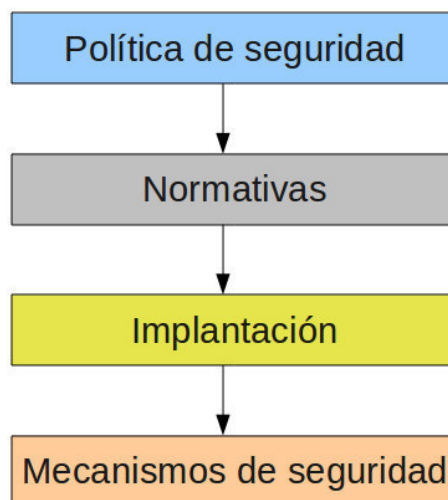 Política de seguridad
Normativas
Implantación
Mecanismos de seguridad